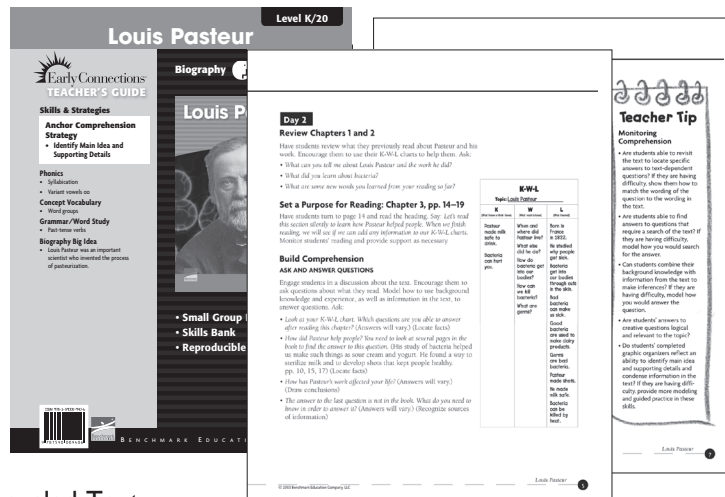 Level K/20
Louis Pasteur
Early Connections
TEACHER'S GUIDE
Skills & Strategies
Anchor Comprehension
Strategy
• Identify Main Idea and
Supporting Details
Phonics
• Syllabication
• Variant vowels oo
Concept Vocabulary
• Word groups
Grammar/Word Study
• Past-tense verbs
Biography Big Idea
• Louis Pasteur was an important
scientist who invented the process
of pasteurization.
Biography
Louis P
• Small Group
• Skills Bank
• Reproducible
BENCHMARK EDUCATI
Day 2
Review Chapters 1 and 2
Have students review what they previously read about Pasteur and his
work. Encourage them to use their K-W-L charts to help them. Ask:
• What can you tell me about Louis Pasteur and the work he did?
• What did you learn about bacteria?
• What are some new words you learned from your reading so far?
Set a Purpose for Reading: Chapter 3, pp. 14–19
Have students turn to page 14 and read the heading. Say: Let's read
this section silently to learn how Pasteur helped people. When we finish
reading, we will see if we can add any information to our K-W-L charts.
Monitor students' reading and provide support as necessary
Build Comprehension
ASK AND ANSWER QUESTIONS
Engage students in a discussion about the text. Encourage them to
ask questions about what they read. Model how to use background
knowledge and experience, as well as information in the text, to
answer questions. Ask:
• Look at your K-W-L chart. Which questions are you able to answer
after reading this chapter? (Answers will vary.) (Locate facts)
• How did Pasteur help people? You need to look at several pages in the
book to find the answer to this question. (His study of bacteria helped
us make such things as sour cream and yogurt. He found a way to
sterilize milk and to develop shots that kept people healthy.
pp. 10, 15, 17) (Locate facts)
• How has Pasteur's work affected your life? (Answers will vary.)
(Draw conclusions)
• The answer to the last question is not in the book. What do you need to
know in order to answer it? (Answers will vary.) (Recognize sources
of information)
K-W-L
Topic: Louis Pasteur
K
W
L
Pasteur
made milk
safe to
drink.
Bacteria
can hurt
you.
When and
where did
Pasteur live?
What else
did he do?
How do
bacteria get
into our
bodies?
How can
we kill
bacteria?
What are
germs?
Born in
France
in 1822.
He studied
why people
got sick.
Bacteria
get into
our bodies
through cuts
in the skin.
Bad
bacteria
can make
us sick.
Good
bacteria
are used to
make dairy
products.
Germs
are bad
bacteria.
Pasteur
made shots.
He made
milk safe.
Bacteria
can be
killed by
heat.
Louis Pasteur
5
Teacher Tip
Monitoring
Comprehension
• Are students able to revisit
the text to locate specific
answers to text-dependent
questions? If they are having
difficulty, show them how to
match the wording of the
question to the wording in
the text.
• Are students able to find
answers to questions that
require a search of the text? If
they are having difficulty,
model how you would search
for the answer.
• Can students combine their
background knowledge with
information from the text to
make inferences? If they are
having difficulty, model how
you would answer the
question.
• Are students' answers to
creative questions logical
and relevant to the topic?
• Do students' completed
graphic organizers reflect an
ability to identify main idea
and supporting details and
condense information in the
text? If they are having diffi-
culty, provide more modeling
and guided practice in these
skills.
Louis Pasteur
7